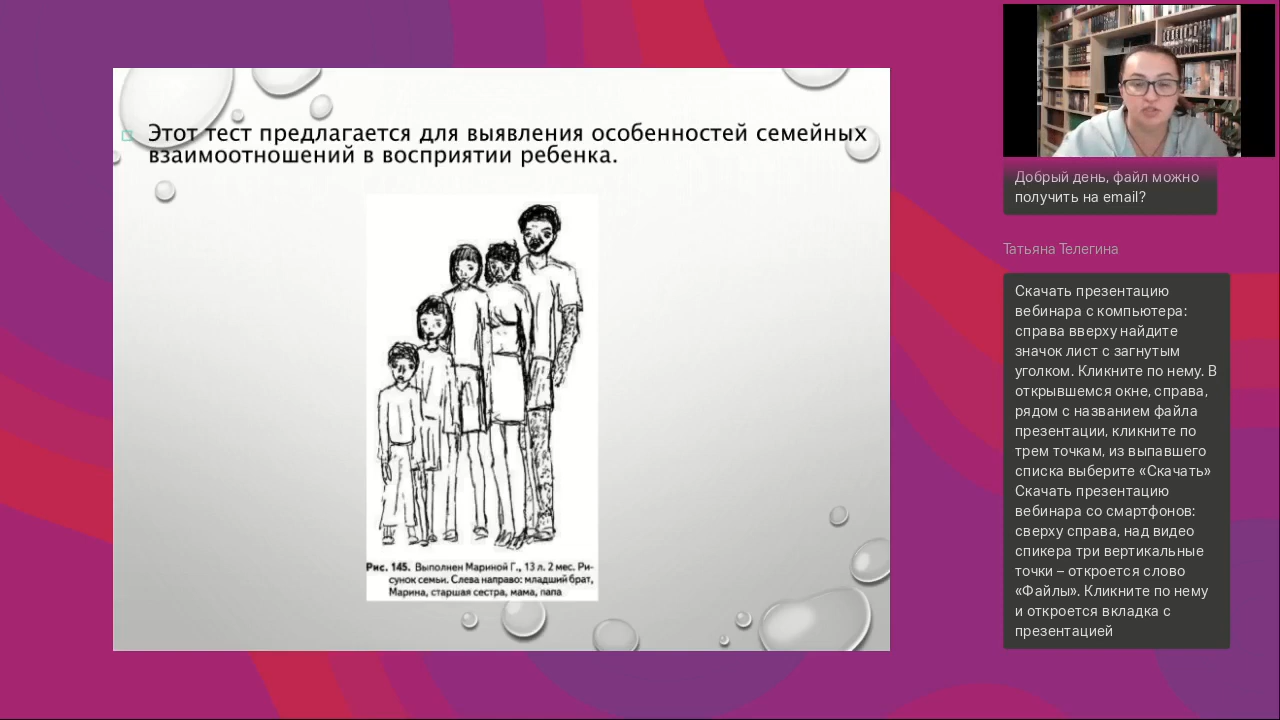 Этот тест предлагается для выявления особенностей семейных
взаимоотношений в восприятии ребенка.
Рис. 145. Выполнен Мариной Г., 13 л. 2 мес. Ри-
сунок семьи. Слева направо: младший брат,
Марина, старшая сестра, мама, папа
Добрый день, файл можно
получить на email?
Татьяна Телегина
Скачать презентацию
вебинара с компьютера:
справа вверху найдите
значок лист с загнутым
уголком. Кликните по нему. В
открывшемся окне, справа,
рядом с названием файла
презентации, кликните по
трем точкам, из выпавшего
списка выберите «Скачать»
Скачать презентацию
вебинара со смартфонов:
сверху справа, над видео
спикера три вертикальные
точки – откроется слово
«Файлы». Кликните по нему
и откроется вкладка с
презентацией